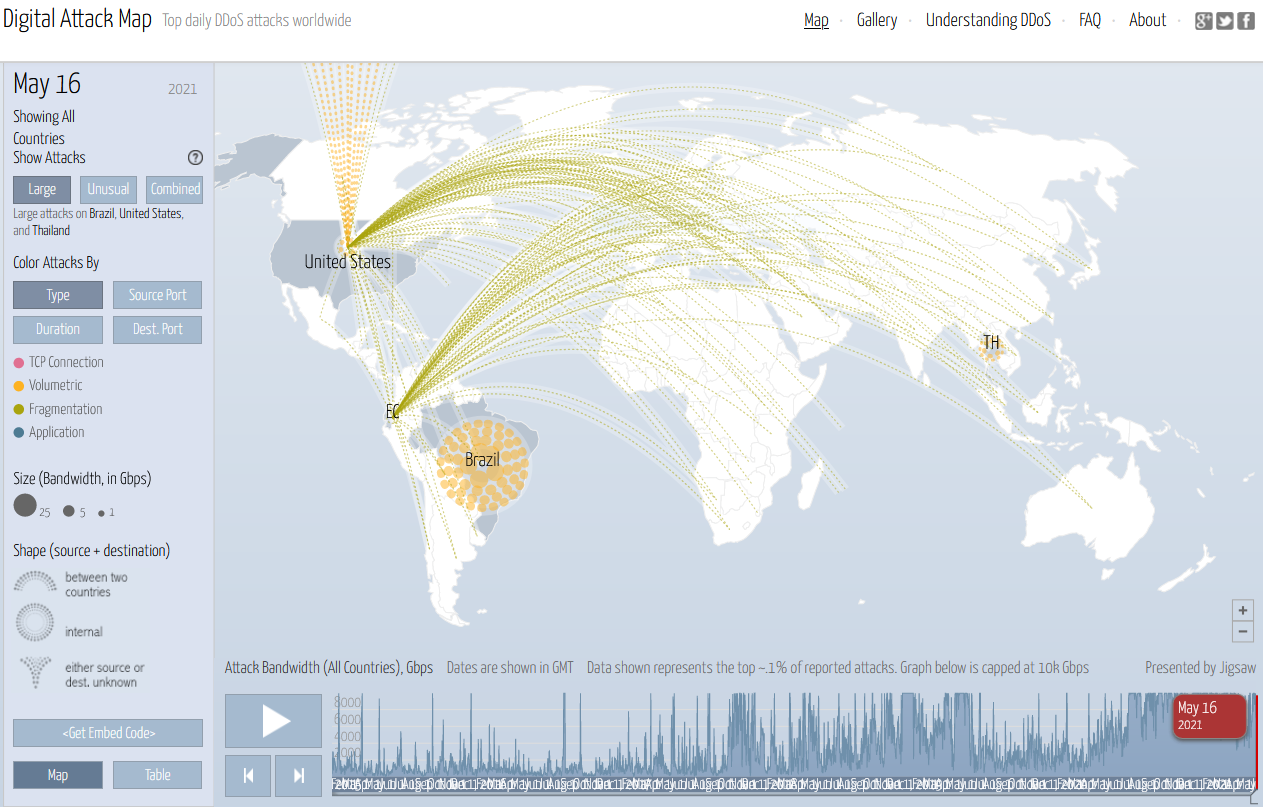 Digital Attack Map Top daily DDoS attacks worldwide
Map · Gallery · Understanding DDoS · FAQ · About ·
May 16 2021
Showing All
Countries
Show Attacks ?
Large Unusual Combined
Large attacks on Brazil, United States,
and Thailand
Color Attacks By
Type Source Port
Duration Dest. Port
TCP Connection
Volumetric
Fragmentation
Application
Size (Bandwidth, in Gbps)
25 5 1
Shape (source + destination)
between two
countries
internal
either source or
dest. unknown
<Get Embed Code>
Map Table
United States
TH
EC
Brazil
+
−
Attack Bandwidth (All Countries), Gbps Dates are shown in GMT Data shown represents the top ~.1% of reported attacks. Graph below is capped at 10k Gbps Presented by Jigsaw
8000
6000
4000
2000
May 16
2021